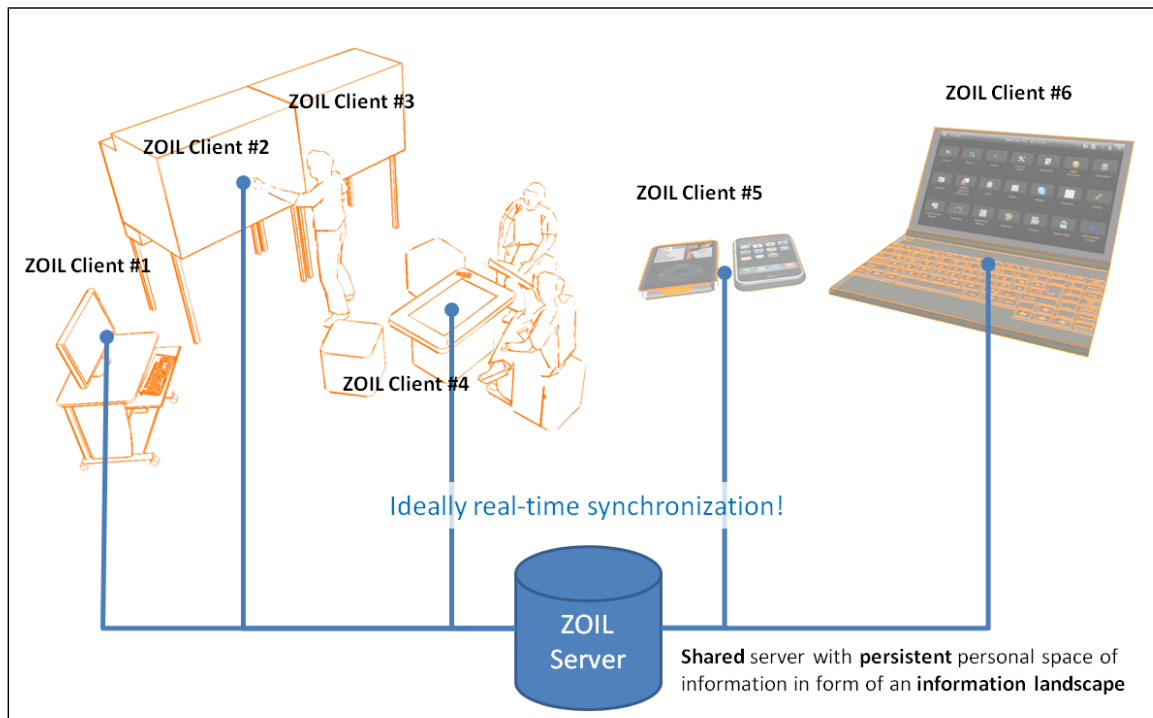 ZOIL Client #6
ZOIL Client #3
ZOIL Client #2
ZOIL Client #5
ZOIL Client #1
ZOIL Client #4
Ideally real-time synchronization!
ZOIL
Server
Shared server with persistent personal space of
information in form of an information landscape